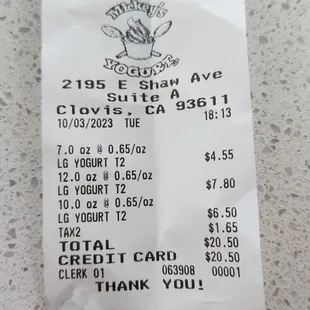 Mickey's
YOGURT
2195 E Shaw Ave
Suite A
Clovis, CA 93611
10/03/2023 TUE 18:13
7.0 oz @ 0.65/oz
LG YOGURT T2 $4.55
12.0 oz @ 0.65/oz
LG YOGURT T2 $7.80
10.0 oz @ 0.65/oz
LG YOGURT T2 $6.50
TAX2 $1.65
TOTAL $20.50
CREDIT CARD $20.50
CLERK 01 063908 00001
THANK YOU!